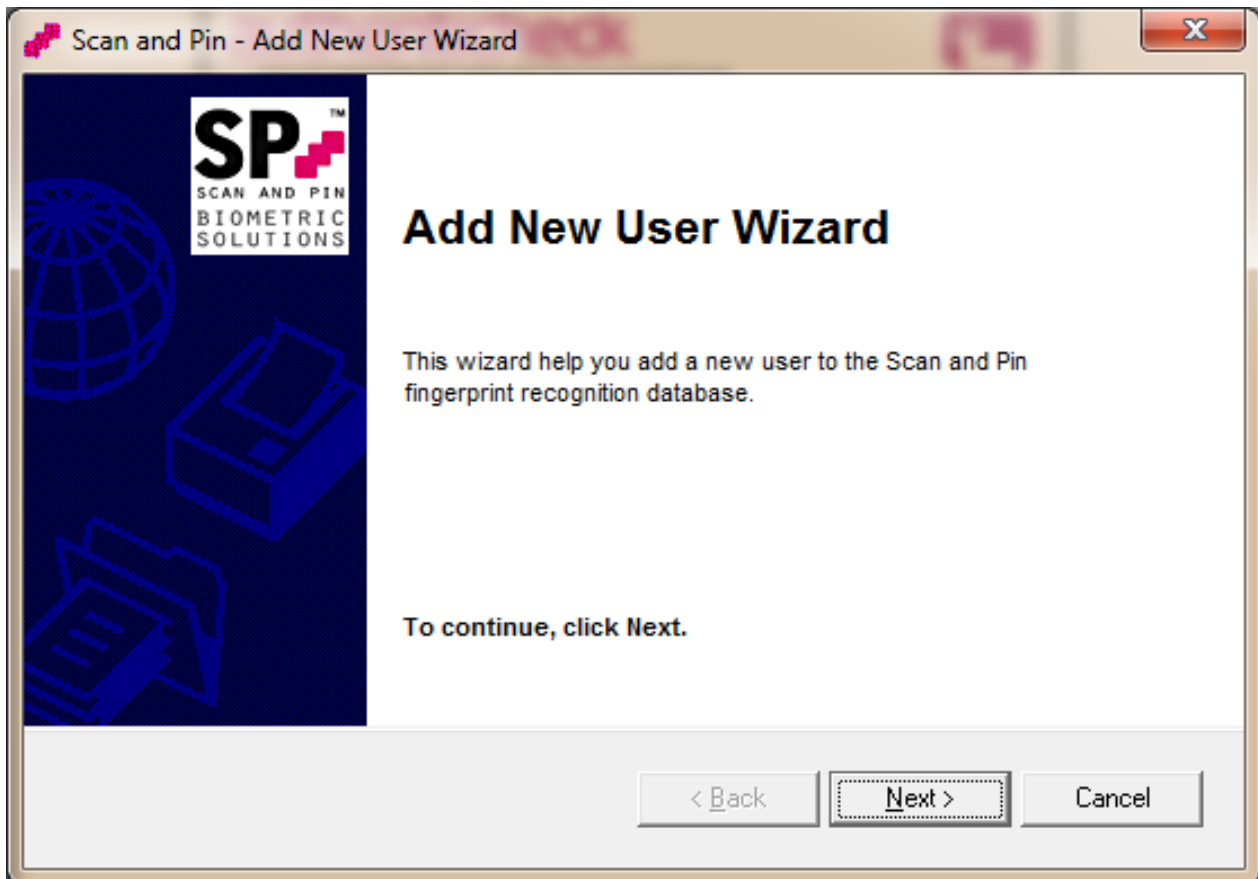 Scan and Pin - Add New User Wizard
SP™
SCAN AND PIN
BIOMETRIC
SOLUTIONS
Add New User Wizard
This wizard help you add a new user to the Scan and Pin
fingerprint recognition database.
To continue, click Next.
< Back
Next >
Cancel